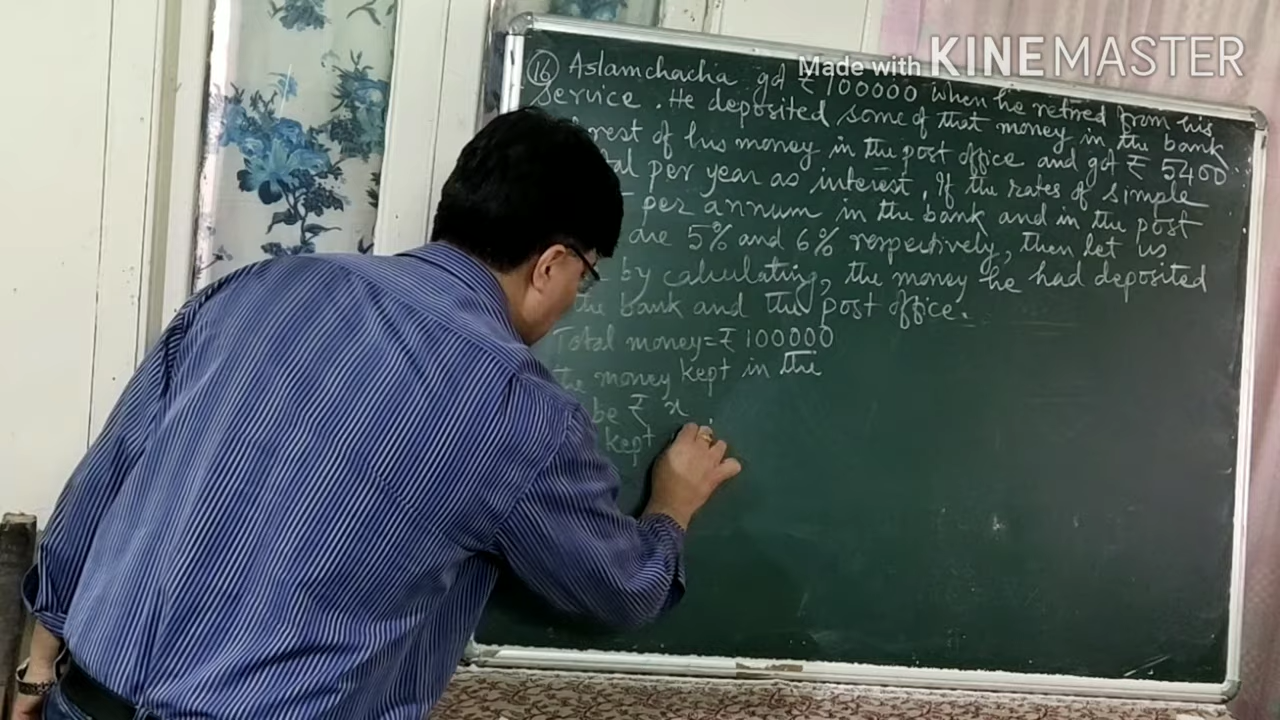 Made with KINEMASTER
(16) Aslamchacha got ₹ 100000 when he retired from his
service. He deposited some of that money in the bank
rest of his money in the post office and got ₹ 5400
per year as interest. If the rates of simple
per annum in the bank and in the post
are 5% and 6% respectively, then let us
by calculating, the money he had deposited
the bank and the post office.
Total money = ₹ 100000
the money kept in the
be ₹ x
kept